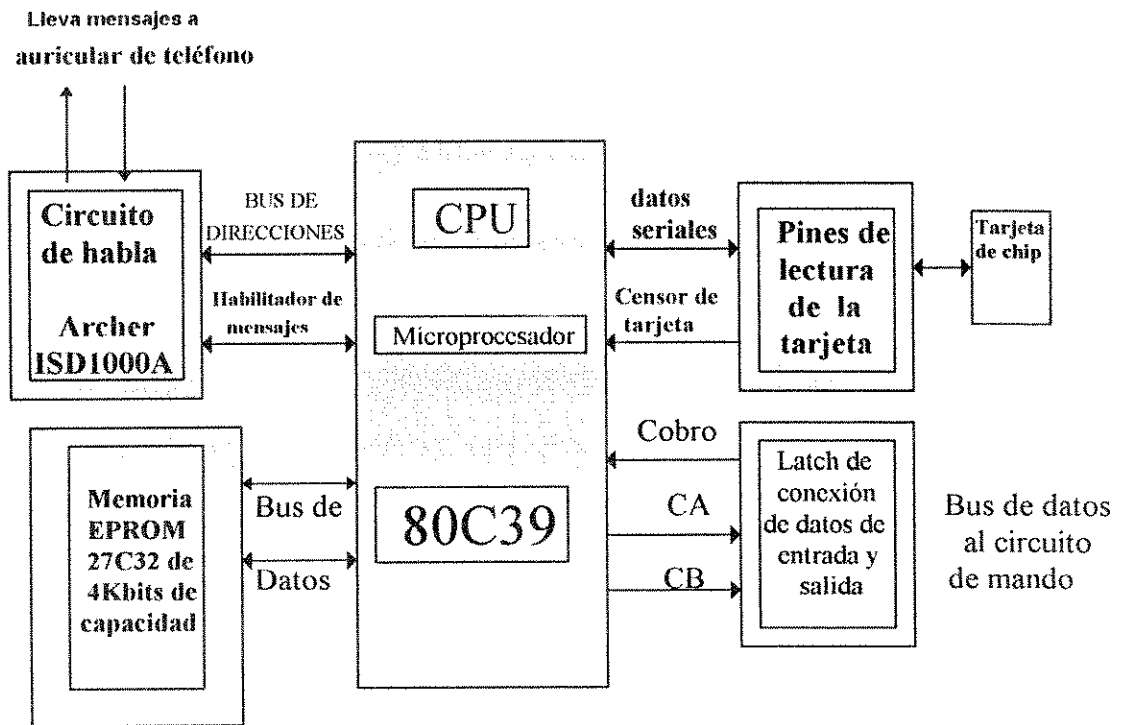 Lleva mensajes a
auricular de teléfono
Circuito
de habla
Archer
ISD1000A
BUS DE
DIRECCIONES
Habilitador de
mensajes
CPU
Microprocesador
80C39
datos
seriales
Censor de
tarjeta
Pines de
lectura
de la
tarjeta
Tarjeta
de chip
Memoria
EPROM
27C32 de
4Kbits de
capacidad
Bus de
Datos
Cobro
CA
CB
Latch de
conexión
de datos de
entrada y
salida
Bus de datos
al circuito
de mando